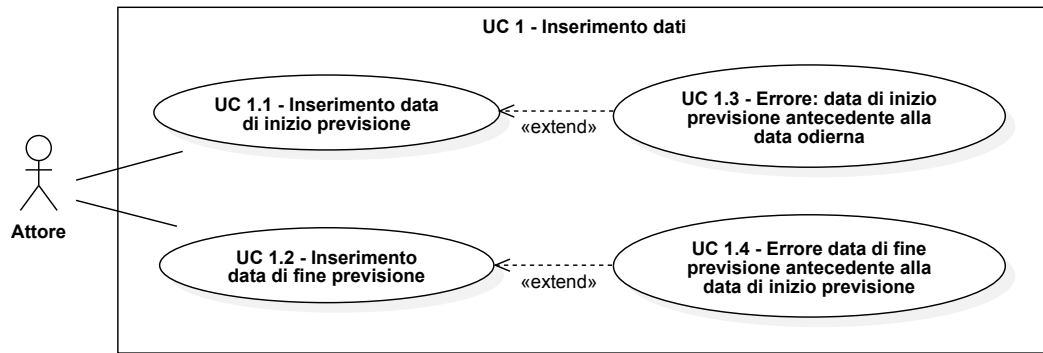 UC 1 - Inserimento dati
UC 1.1 - Inserimento data
di inizio previsione
«extend»
UC 1.3 - Errore: data di inizio
previsione antecedente alla
data odierna
Attore
UC 1.2 - Inserimento
data di fine previsione
«extend»
UC 1.4 - Errore data di fine
previsione antecedente alla
data di inizio previsione